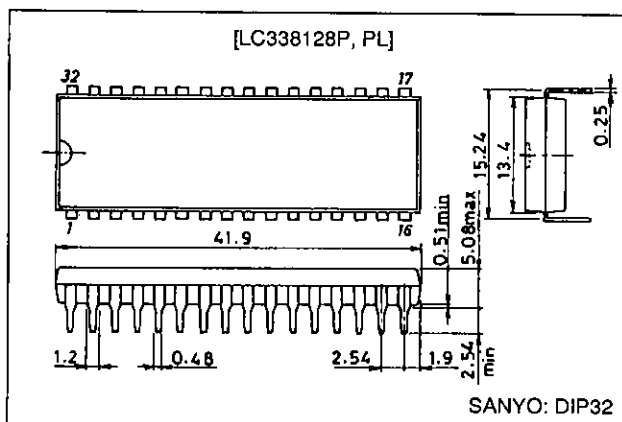 [LC338128P, PL]
32
17
1
16
41.9
15.24
13.4
0.25
0.51min
5.08max
2.54
min
1.2
0.48
2.54
1.9
SANYO: DIP32